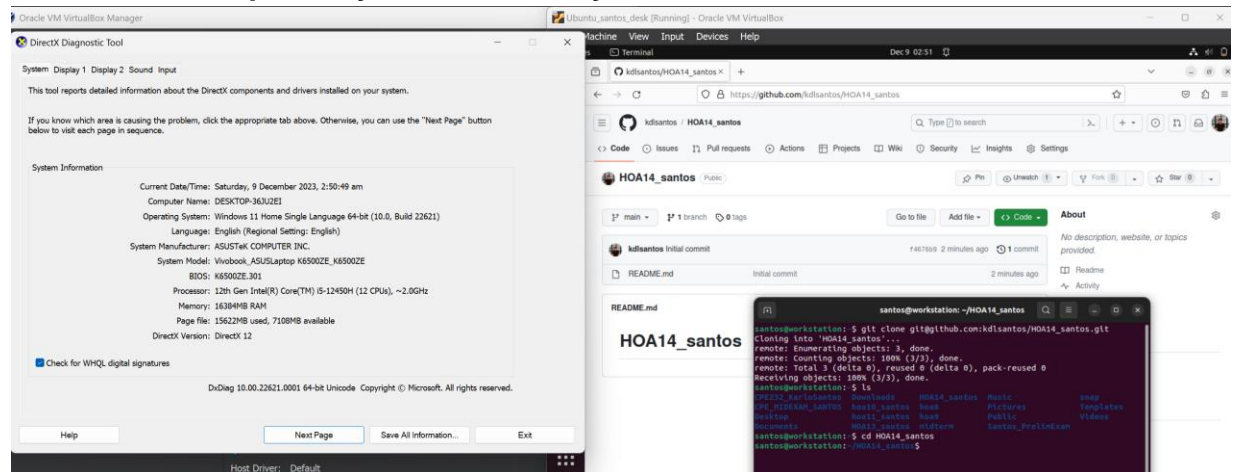 Oracle VM VirtualBox Manager
DirectX Diagnostic Tool
System Display 1 Display 2 Sound Input
This tool reports detailed information about the DirectX components and drivers installed on your system.
If you know which area is causing the problem, click the appropriate tab above. Otherwise, you can use the "Next Page" button
below to visit each page in sequence.
System Information
Current Date/Time: Saturday, 9 December 2023, 2:50:49 am
Computer Name: DESKTOP-36JU2EI
Operating System: Windows 11 Home Single Language 64-bit (10.0, Build 22621)
Language: English (Regional Setting: English)
System Manufacturer: ASUSTeK COMPUTER INC.
System Model: Vivobook_ASUSLaptop K6500ZE_K6500ZE
BIOS: K6500ZE.301
Processor: 12th Gen Intel(R) Core(TM) i5-12450H (12 CPUs), ~2.0GHz
Memory: 16384MB RAM
Page file: 15622MB used, 7108MB available
DirectX Version: DirectX 12
Check for WHQL digital signatures
DxDiag 10.00.22621.0001 64-bit Unicode Copyright © Microsoft. All rights reserved.
Help Next Page Save All Information... Exit
Host Driver: Default
Ubuntu_santos_desk [Running] - Oracle VM VirtualBox
Machine View Input Devices Help
Terminal Dec 9 02:51
kdlsantos/HOA14_santos
https://github.com/kdlsantos/HOA14_santos
kdlsantos / HOA14_santos Type / to search
Code Issues Pull requests Actions Projects Wiki Security Insights Settings
HOA14_santos Public Pin Unwatch 1 Fork 0 Star 0
main 1 branch 0 tags Go to file Add file Code About
No description, website, or topics
provided.
kdlsantos Initial commit 2 minutes ago 1 commit
README.md Initial commit 2 minutes ago
Readme
Activity
README.md
HOA14_santos
santos@workstation: ~/HOA14_santos
santos@workstation:~$ git clone git@github.com:kdlsantos/HOA14_santos.git
Cloning into 'HOA14_santos'...
remote: Enumerating objects: 3, done.
remote: Counting objects: 100% (3/3), done.
remote: Total 3 (delta 0), reused 0 (delta 0), pack-reused 0
Receiving objects: 100% (3/3), done.
santos@workstation:~$ ls
CPE232_KarlaSantos Downloads HOA14_santos Music snap
CPE_MIDEXAM_SANTOS hoa10_santos hoa8 Pictures Templates
Desktop hoa11_santos hoa9 Public Videos
Documents HOA13_santos midterm Santos_PrelimExam
santos@workstation:~$ cd HOA14_santos
santos@workstation:~/HOA14_santos$